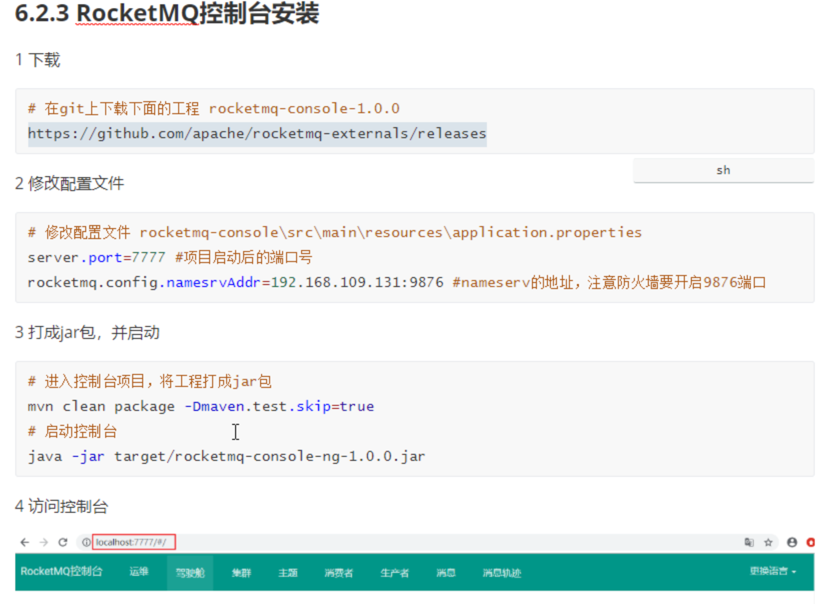 6.2.3 RocketMQ控制台安装
1 下载
# 在git上下载下面的工程 rocketmq-console-1.0.0
https://github.com/apache/rocketmq-externals/releases
sh
2 修改配置文件
# 修改配置文件 rocketmq-console\src\main\resources\application.properties
server.port=7777 #项目启动后的端口号
rocketmq.config.namesrvAddr=192.168.109.131:9876 #nameserv的地址，注意防火墙要开启9876端口
3 打成jar包，并启动
# 进入控制台项目，将工程打成jar包
mvn clean package -Dmaven.test.skip=true
# 启动控制台
java -jar target/rocketmq-console-ng-1.0.0.jar
4 访问控制台
localhost:7777/#/
RocketMQ控制台 运维 驾驶舱 集群 主题 消费者 生产者 消息 消息轨迹 更换语言